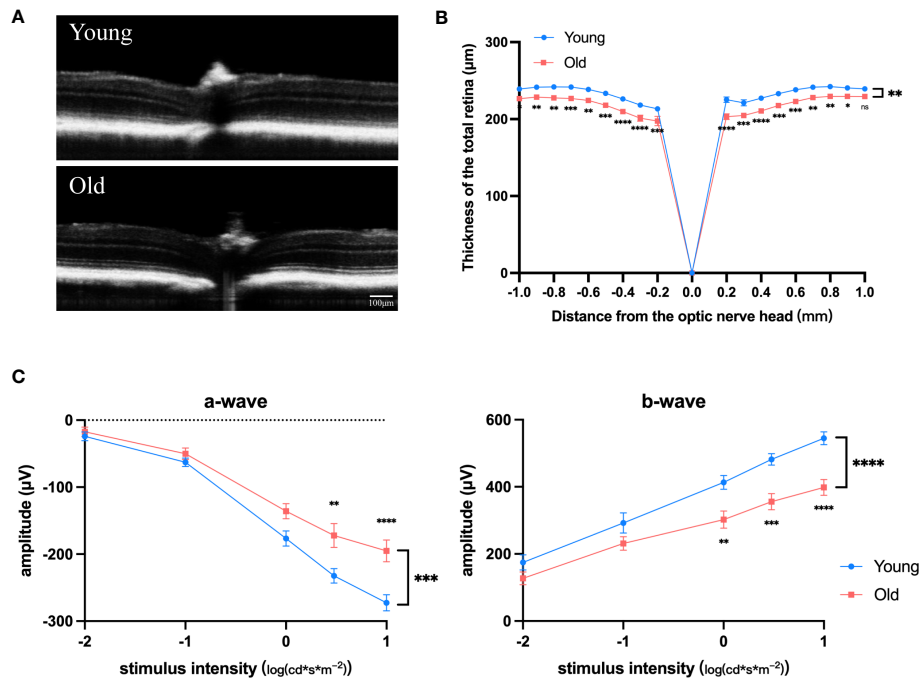 A
Young
Old
100μm
B
Young
Old
Thickness of the total retina (μm)
300
200
100
0
**
* ** ** *** ** *** **** **** *** **** *** **** *** *** ** ** * ns
-1.0 -0.8 -0.6 -0.4 -0.2 0.0 0.2 0.4 0.6 0.8 1.0
Distance from the optic nerve head (mm)
C
a-wave
amplitude (μV)
0
-100
-200
-300
** ****
***
-2 -1 0 1
stimulus intensity (log(cd*s*m⁻²)
b-wave
amplitude (μV)
600
400
200
0
****
** *** ****
-2 -1 0 1
stimulus intensity (log(cd*s*m⁻²)
Young
Old